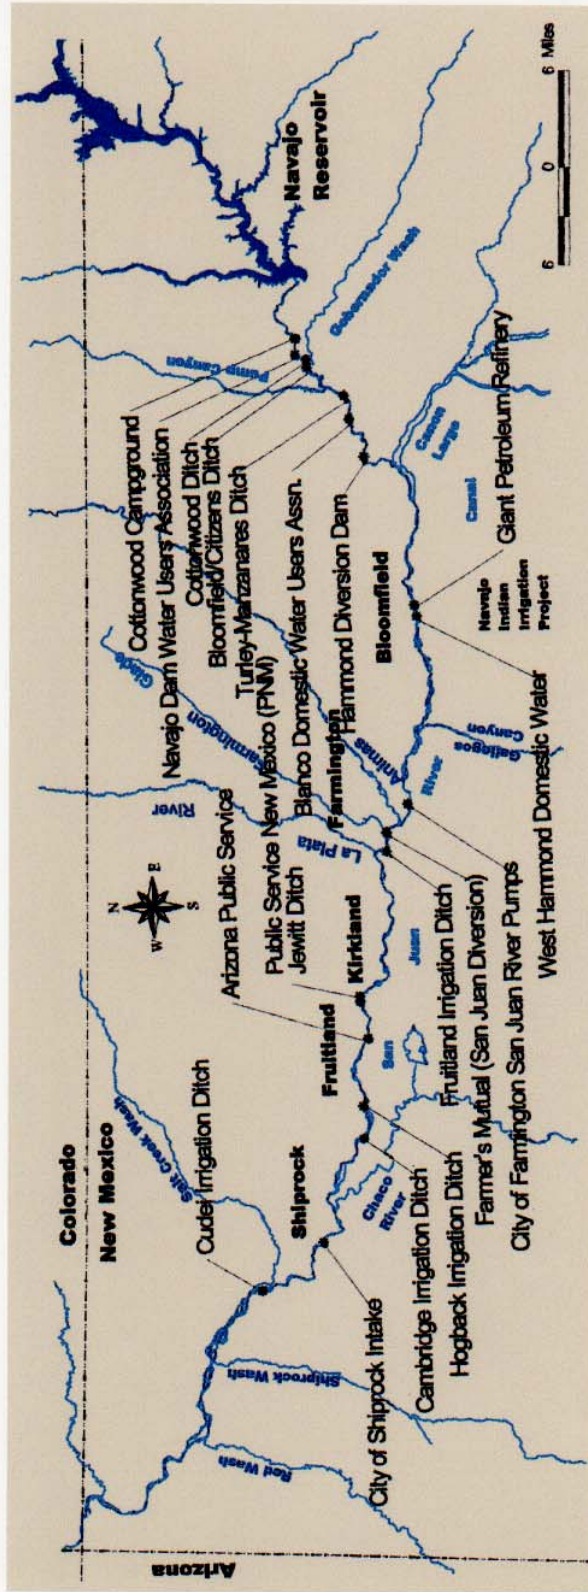 Colorado
New Mexico
Arizona
Salt Creek Wash
Cudei Irrigation Ditch
Shiprock Wash
Red Wash
Shiprock
City of Shiprock Intake
Chaco
River
Cambridge Irrigation Ditch
Hogback Irrigation Ditch
Fruitland
Kirkland
San
Juan
River
N
E
S
W
Arizona Public Service
Public Service New Mexico (PNM)
Jewitt Ditch
La Plata
River
Farmington
Glade
Farmington
Animas
Fruitland Irrigation Ditch
Farmer's Mutual (San Juan Diversion)
City of Farmington San Juan River Pumps
West Hammond Domestic Water
Giant Petroleum Refinery
Gallegos
Canyon
Navajo
Indian
Irrigation
Project
Canal
Bloomfield
Cottonwood Campground
Navajo Dam Water Users Association
Cottonwood Ditch
Bloomfield/Citizens Ditch
Turley-Manzanares Ditch
Blanco Domestic Water Users Assn.
Hammond Diversion Dam
Pump Canyon
Gobernador Wash
Canon
Largo
Navajo
Reservoir
6 0 6 Miles